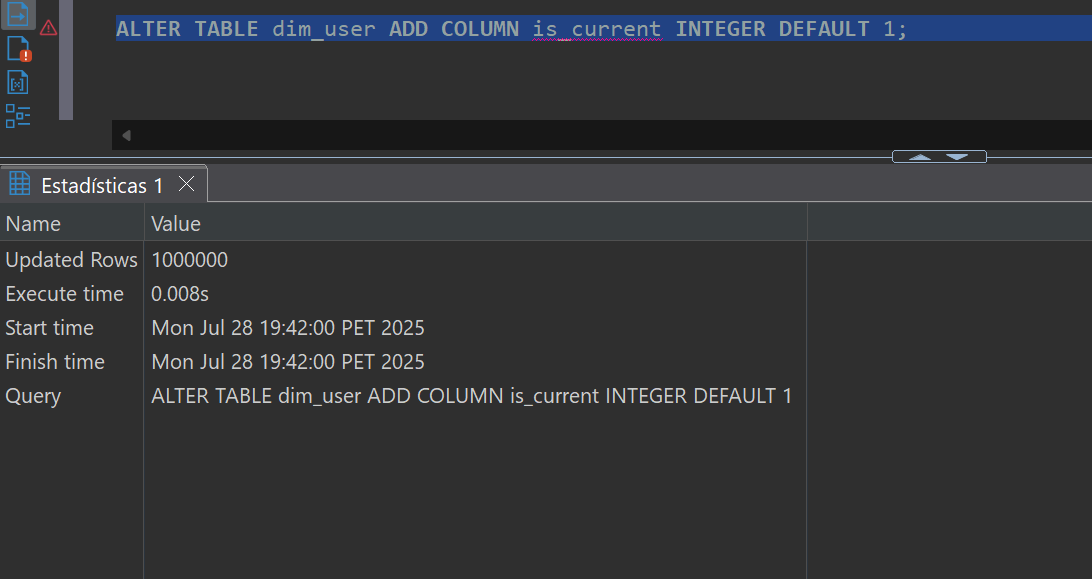 ALTER TABLE dim_user ADD COLUMN is_current INTEGER DEFAULT 1;
Estadísticas 1
Name Value
Updated Rows 1000000
Execute time 0.008s
Start time Mon Jul 28 19:42:00 PET 2025
Finish time Mon Jul 28 19:42:00 PET 2025
Query ALTER TABLE dim_user ADD COLUMN is_current INTEGER DEFAULT 1